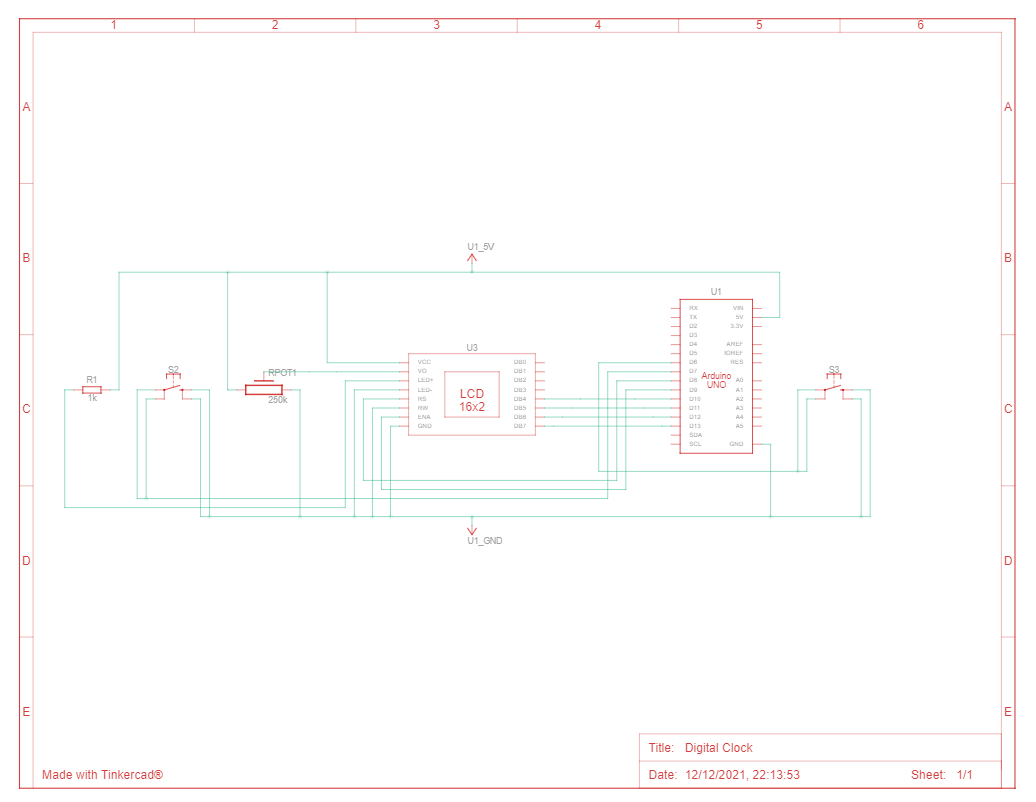 1 2 3 4 5 6
A A
U1_5V
B B
U1
RX VIN
TX 5V
D2 3.3V
D3
D4 AREF
D5 IOREF
D6 RES
D7
D8 A0
D9 A1
D10 A2
D11 A3
D12 A4
D13 A5
SDA
SCL GND
Arduino
UNO
U3
VCC DB0
VO DB1
LED+ DB2
LED- DB3
RS DB4
RW DB5
ENA DB6
GND DB7
LCD
16x2
R1
1k
S2
RPOT1
250k
S3
C C
U1_GND
D D
E E
Title: Digital Clock
Made with Tinkercad®
Date: 12/12/2021, 22:13:53 Sheet: 1/1